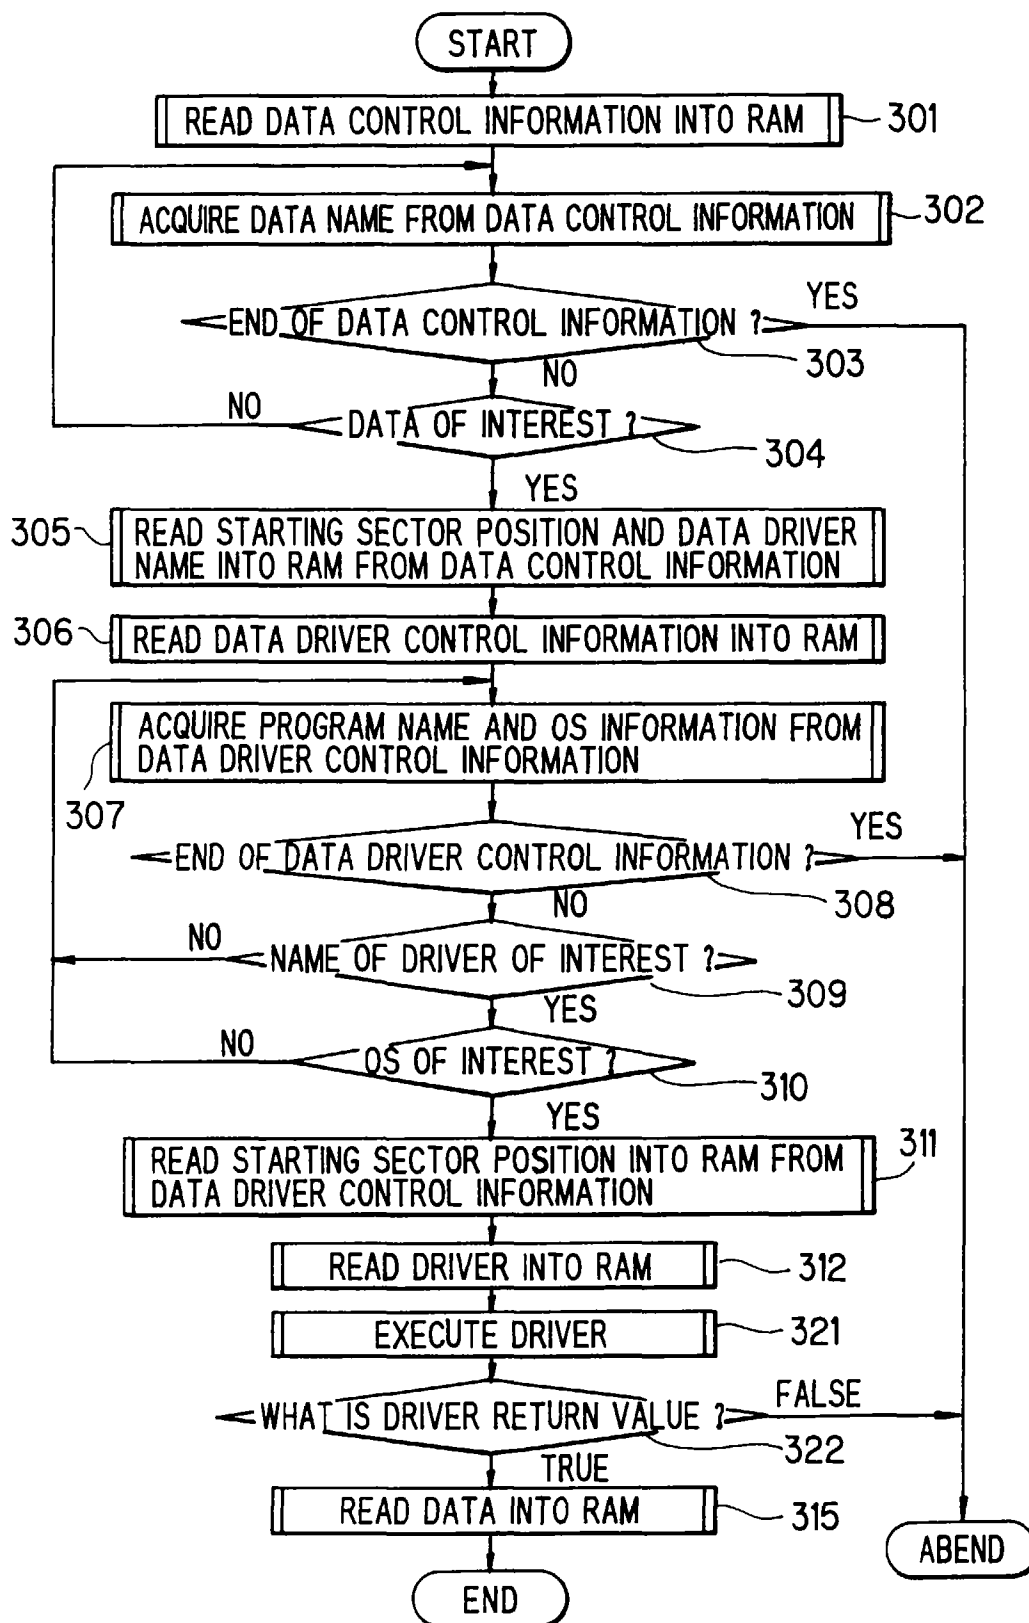 START
READ DATA CONTROL INFORMATION INTO RAM
301
ACQUIRE DATA NAME FROM DATA CONTROL INFORMATION
302
END OF DATA CONTROL INFORMATION ?
YES
303
NO
DATA OF INTEREST ?
NO
304
YES
305
READ STARTING SECTOR POSITION AND DATA DRIVER
NAME INTO RAM FROM DATA CONTROL INFORMATION
306
READ DATA DRIVER CONTROL INFORMATION INTO RAM
ACQUIRE PROGRAM NAME AND OS INFORMATION FROM
DATA DRIVER CONTROL INFORMATION
307
END OF DATA DRIVER CONTROL INFORMATION ?
YES
308
NO
NAME OF DRIVER OF INTEREST ?
NO
309
YES
OS OF INTEREST ?
NO
310
YES
READ STARTING SECTOR POSITION INTO RAM FROM
DATA DRIVER CONTROL INFORMATION
311
READ DRIVER INTO RAM
312
EXECUTE DRIVER
321
WHAT IS DRIVER RETURN VALUE ?
FALSE
322
TRUE
READ DATA INTO RAM
315
ABEND
END